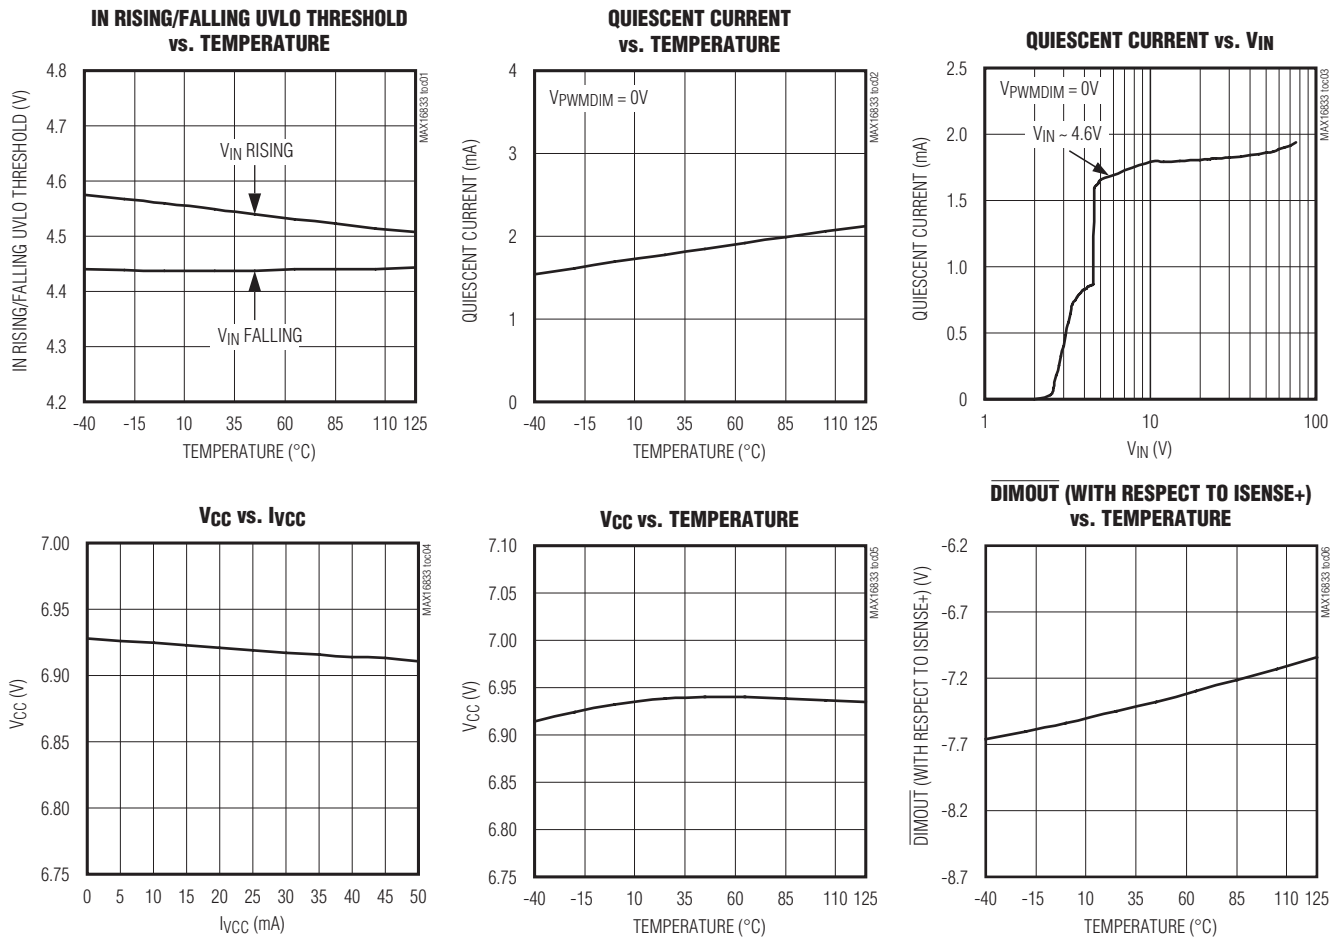 IN RISING/FALLING UVLO THRESHOLD
vs. TEMPERATURE
IN RISING/FALLING UVLO THRESHOLD (V)
4.8
4.7
4.6
4.5
4.4
4.3
4.2
VIN RISING
VIN FALLING
MAX16833 toc01
-40 -15 10 35 60 85 110 125
TEMPERATURE (°C)
QUIESCENT CURRENT
vs. TEMPERATURE
QUIESCENT CURRENT (mA)
4
3
2
1
0
VPWMDIM = 0V
MAX16833 toc02
-40 -15 10 35 60 85 110 125
TEMPERATURE (°C)
QUIESCENT CURRENT vs. VIN
QUIESCENT CURRENT (mA)
2.5
2.0
1.5
1.0
0.5
0
VPWMDIM = 0V
VIN ~ 4.6V
MAX16833 toc03
1 10 100
VIN (V)
VCC vs. IVCC
VCC (V)
7.00
6.95
6.90
6.85
6.80
6.75
MAX16833 toc04
0 5 10 15 20 25 30 35 40 45 50
IVCC (mA)
VCC vs. TEMPERATURE
VCC (V)
7.10
7.05
7.00
6.95
6.90
6.85
6.80
6.75
MAX16833 toc05
-40 -15 10 35 60 85 110 125
TEMPERATURE (°C)
DIMOUT (WITH RESPECT TO ISENSE+)
vs. TEMPERATURE
DIMOUT (WITH RESPECT TO ISENSE+) (V)
-6.2
-6.7
-7.2
-7.7
-8.2
-8.7
MAX16833 toc06
-40 -15 10 35 60 85 110 125
TEMPERATURE (°C)